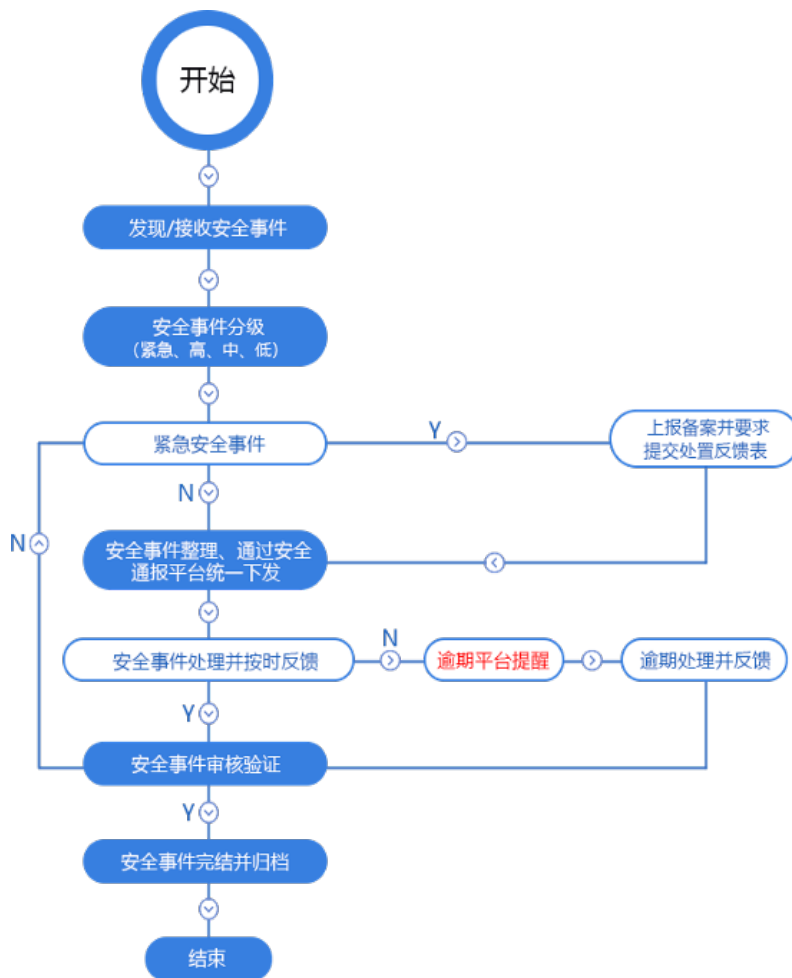 开始
发现/接收安全事件
安全事件分级
（紧急、高、中、低）
紧急安全事件
Y
上报备案并要求
提交处置反馈表
N
N
安全事件整理、通过安全
通报平台统一下发
安全事件处理并按时反馈
N
逾期平台提醒
逾期处理并反馈
Y
安全事件审核验证
Y
安全事件完结并归档
结束